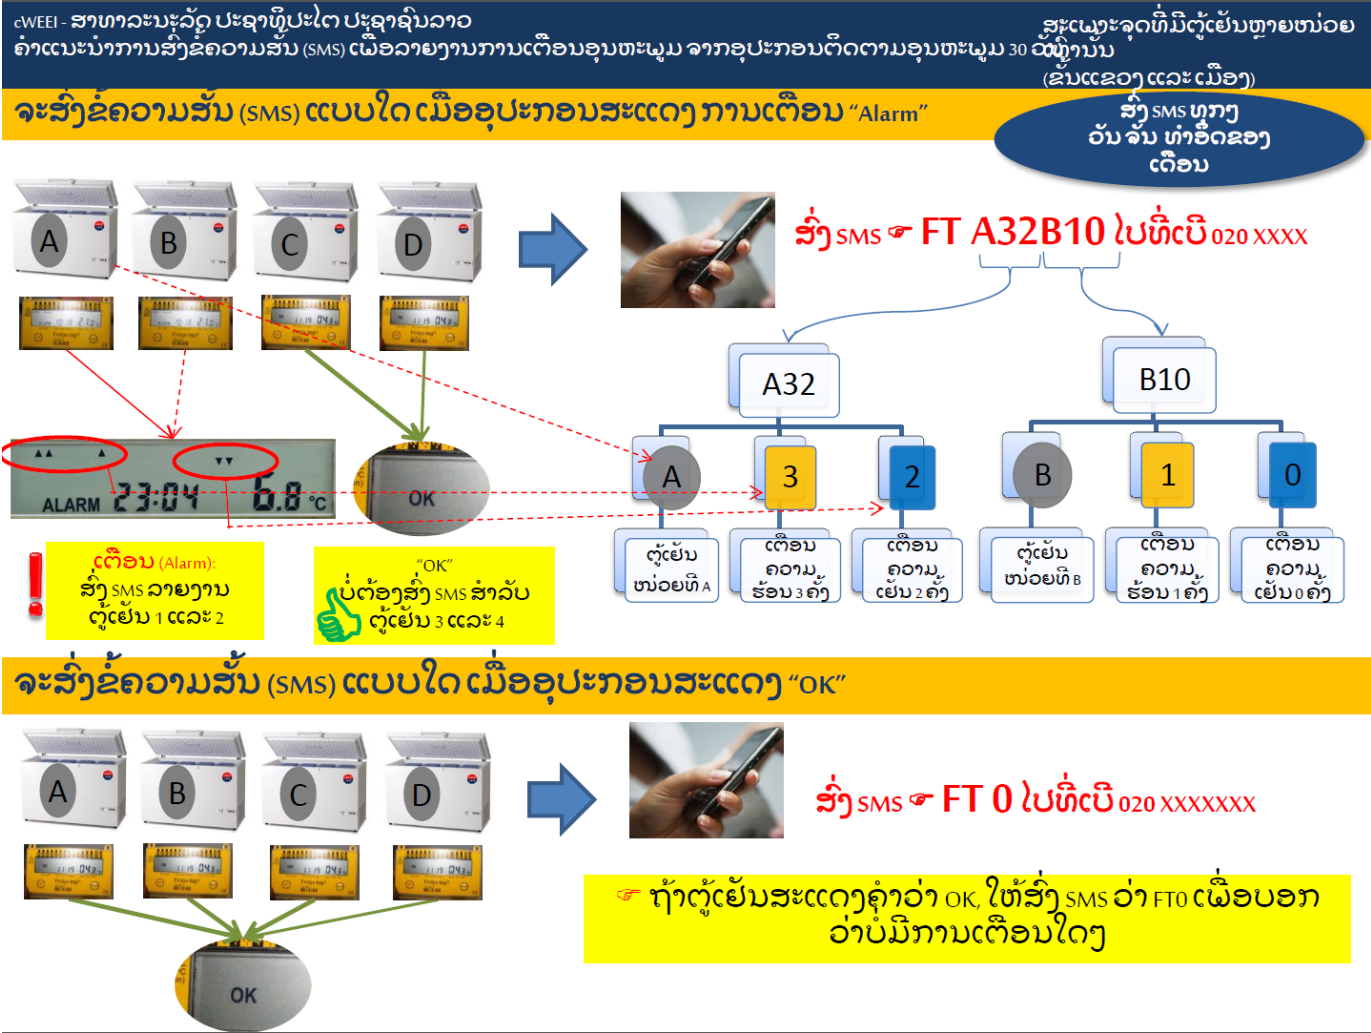 cWEEI - ສາທາລະນະລັດ ປະຊາທິປະໄຕ ປະຊາຊົນລາວ
ຄຳແນະນຳການສົ່ງຂໍ້ຄວາມສັ້ນ (SMS) ເພື່ອລາຍງານການເຕືອນອຸນຫະພູມ ຈາກອຸປະກອນຕິດຕາມອຸນຫະພູມ 30 ວັນ
ສະເພາະຈຸດທີ່ມີຕູ້ເຢັນຫຼາຍໜ່ວຍ
ເທົ່ານັ້ນ
(ຂັ້ນແຂວງ ແລະ ເມືອງ)
ຈະສົ່ງຂໍ້ຄວາມສັ້ນ (SMS) ແບບໃດ ເມື່ອອຸປະກອນສະແດງ ການເຕືອນ “Alarm”
ສົ່ງ SMS ທຸກໆ
ວັນ ຈັນ ທຳອິດຂອງ
ເດືອນ
A
B
C
D
ສົ່ງ SMS ☞ FT A32B10 ໄປທີ່ເບີ 020 XXXX
A32
B10
A
3
2
B
1
0
ALARM 23:04 6.8 °C
OK
ຕູ້ເຢັນ
ໜ່ວຍທີ A
ເຕືອນ
ຄວາມ
ຮ້ອນ 3 ຄັ້ງ
ເຕືອນ
ຄວາມ
ເຢັນ 2 ຄັ້ງ
ຕູ້ເຢັນ
ໜ່ວຍທີ B
ເຕືອນ
ຄວາມ
ຮ້ອນ 1 ຄັ້ງ
ເຕືອນ
ຄວາມ
ເຢັນ 0 ຄັ້ງ
ເຕືອນ (Alarm):
ສົ່ງ SMS ລາຍງານ
ຕູ້ເຢັນ 1 ແລະ 2
“OK”
ບໍ່ຕ້ອງສົ່ງ SMS ສຳລັບ
ຕູ້ເຢັນ 3 ແລະ 4
ຈະສົ່ງຂໍ້ຄວາມສັ້ນ (SMS) ແບບໃດ ເມື່ອອຸປະກອນສະແດງ “OK”
A
B
C
D
ສົ່ງ SMS ☞ FT 0 ໄປທີ່ເບີ 020 XXXXXXX
☞ ຖ້າຕູ້ເຢັນສະແດງຄຳວ່າ OK, ໃຫ້ສົ່ງ SMS ວ່າ FT0 ເພື່ອບອກ
ວ່າບໍ່ມີການເຕືອນໃດໆ
OK